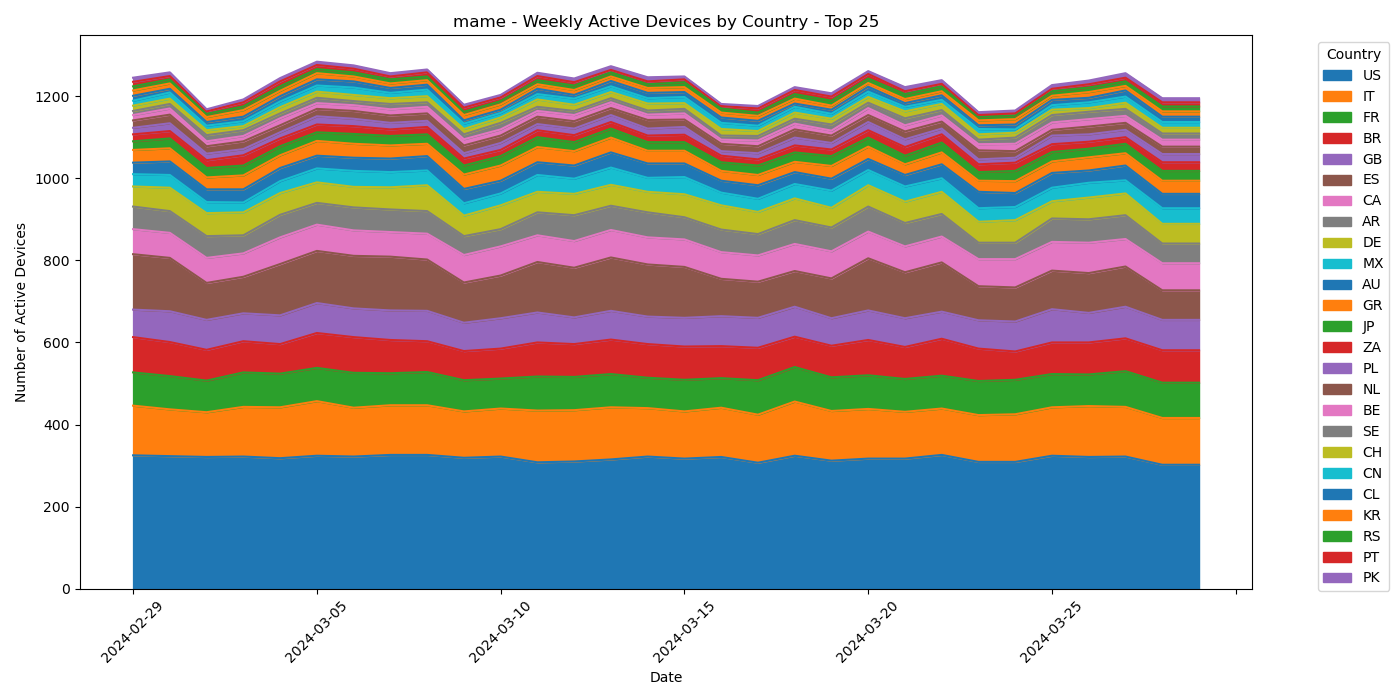 mame - Weekly Active Devices by Country - Top 25
Number of Active Devices
1200
1000
800
600
400
200
0
2024-02-29
2024-03-05
2024-03-10
2024-03-15
2024-03-20
2024-03-25
Date
Country
US
IT
FR
BR
GB
ES
CA
AR
DE
MX
AU
GR
JP
ZA
PL
NL
BE
SE
CH
CN
CL
KR
RS
PT
PK